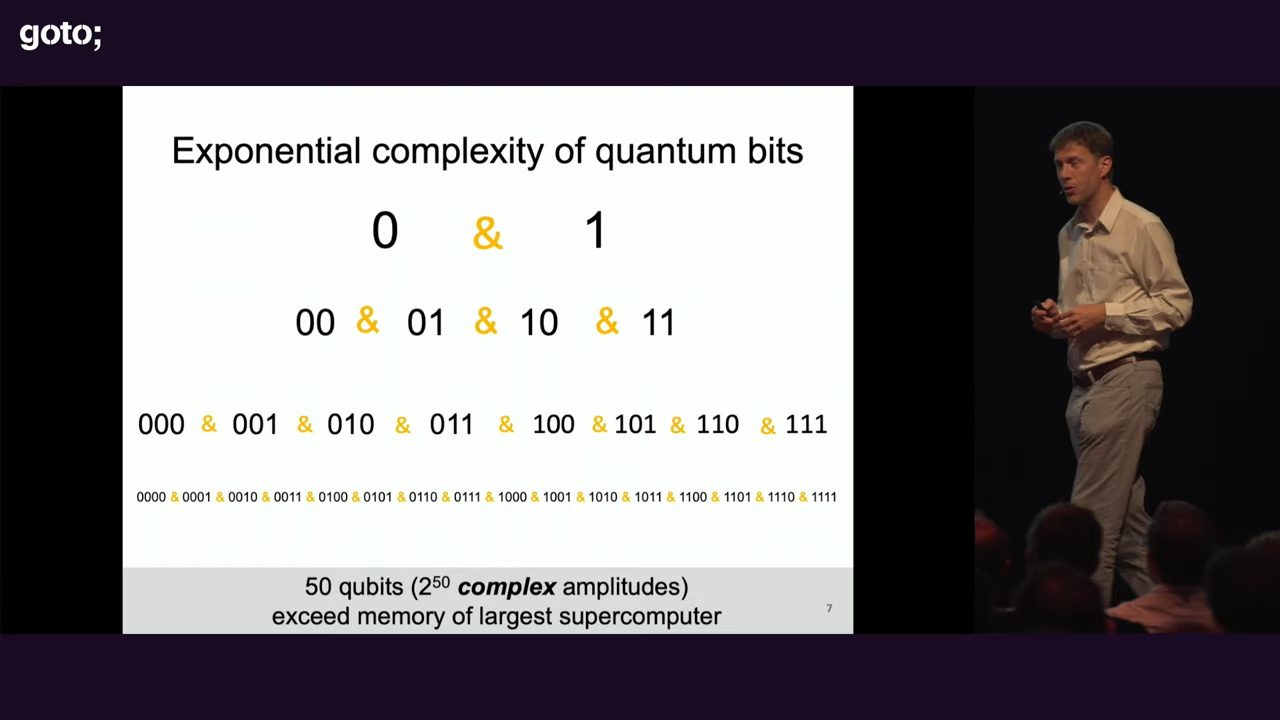 goto;
Exponential complexity of quantum bits
0 & 1
00 & 01 & 10 & 11
000 & 001 & 010 & 011 & 100 & 101 & 110 & 111
0000 & 0001 & 0010 & 0011 & 0100 & 0101 & 0110 & 0111 & 1000 & 1001 & 1010 & 1011 & 1100 & 1101 & 1110 & 1111
50 qubits (2⁵⁰ complex amplitudes)
exceed memory of largest supercomputer
7